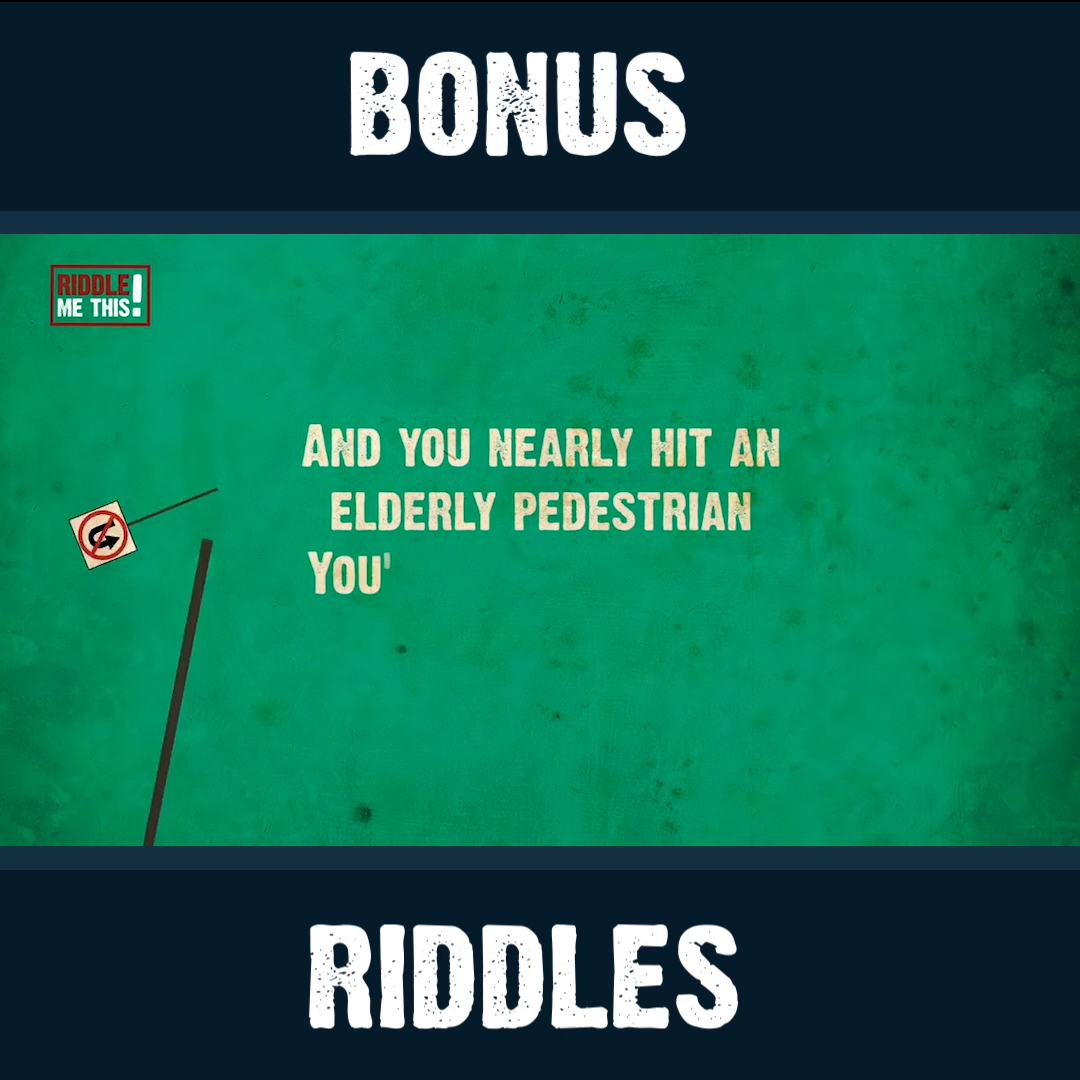 BONUS
RIDDLE
ME THIS!
AND YOU NEARLY HIT AN
ELDERLY PEDESTRIAN
YOU'
RIDDLES